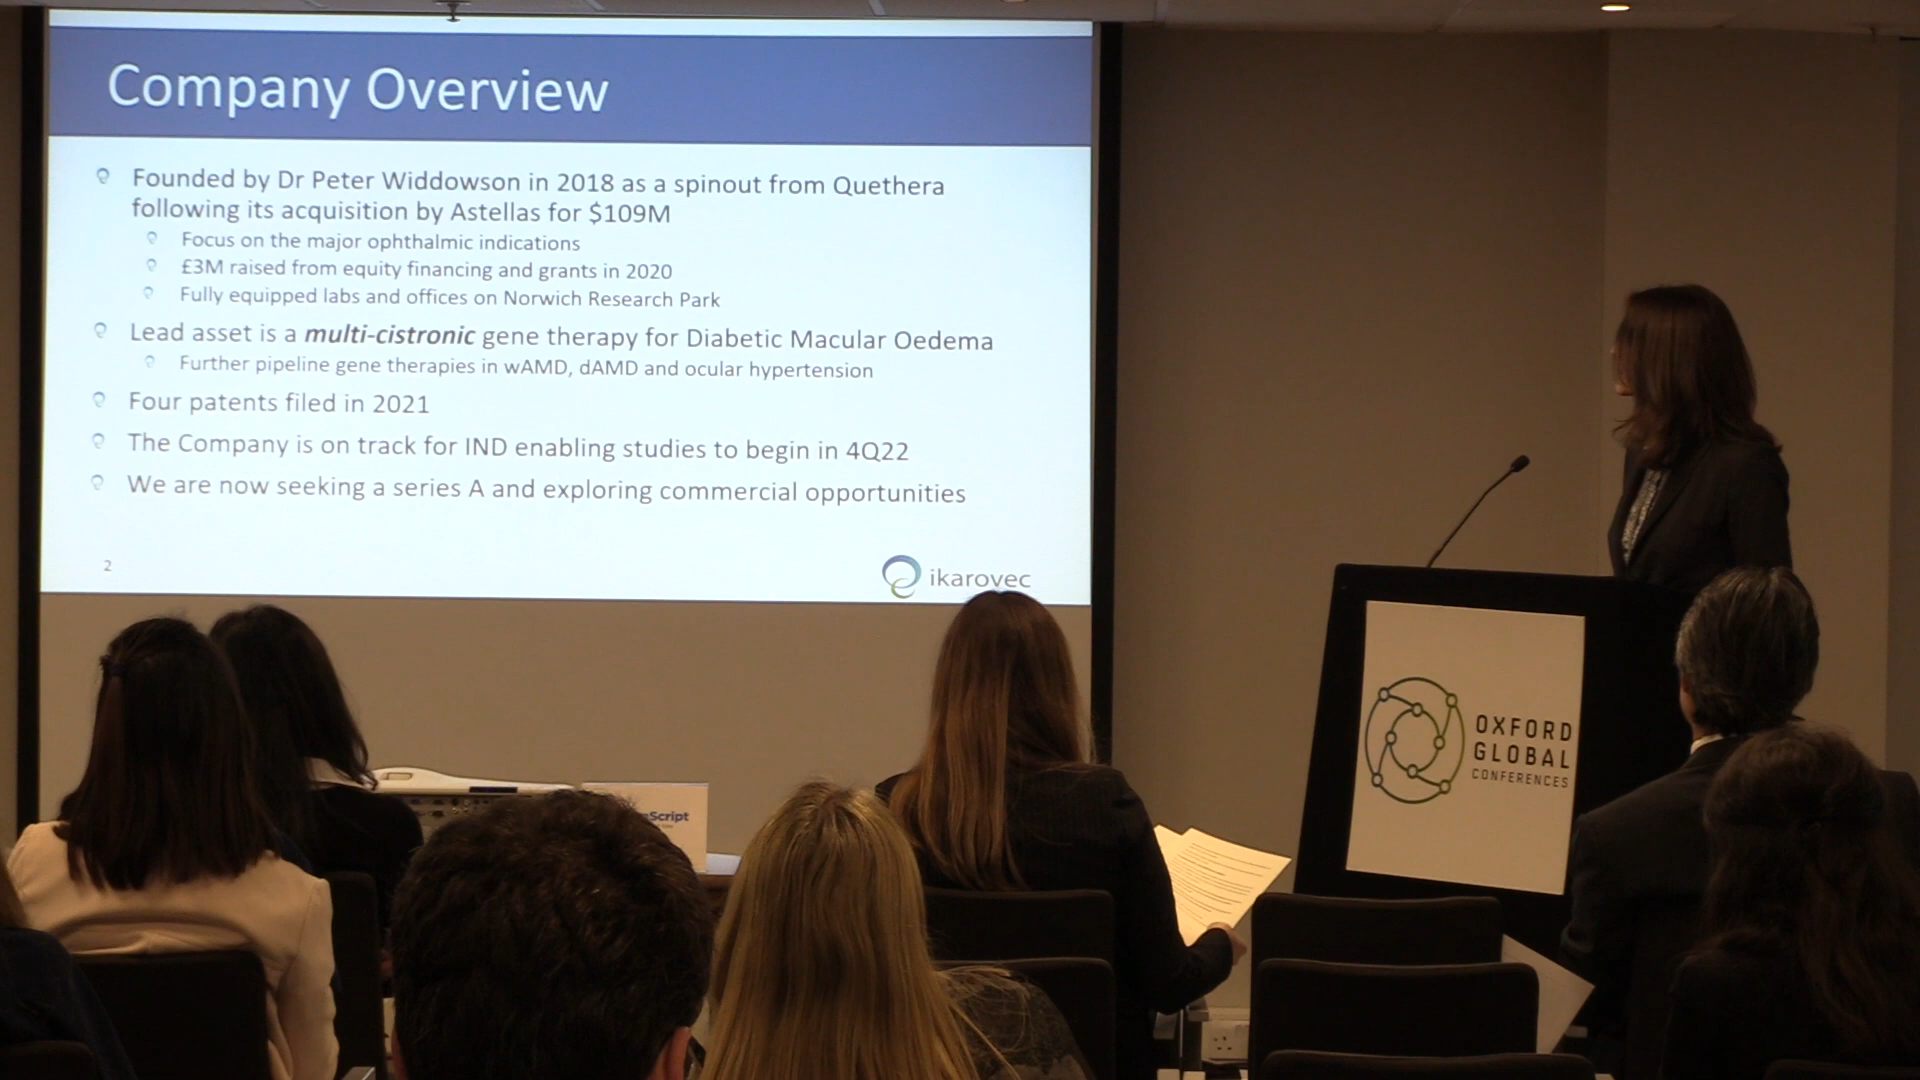 Company Overview
Founded by Dr Peter Widdowson in 2018 as a spinout from Quethera
following its acquisition by Astellas for $109M
Focus on the major ophthalmic indications
£3M raised from equity financing and grants in 2020
Fully equipped labs and offices on Norwich Research Park
Lead asset is a multi-cistronic gene therapy for Diabetic Macular Oedema
Further pipeline gene therapies in wAMD, dAMD and ocular hypertension
Four patents filed in 2021
The Company is on track for IND enabling studies to begin in 4Q22
We are now seeking a series A and exploring commercial opportunities
2
ikarovec
OXFORD
GLOBAL
CONFERENCES
Script